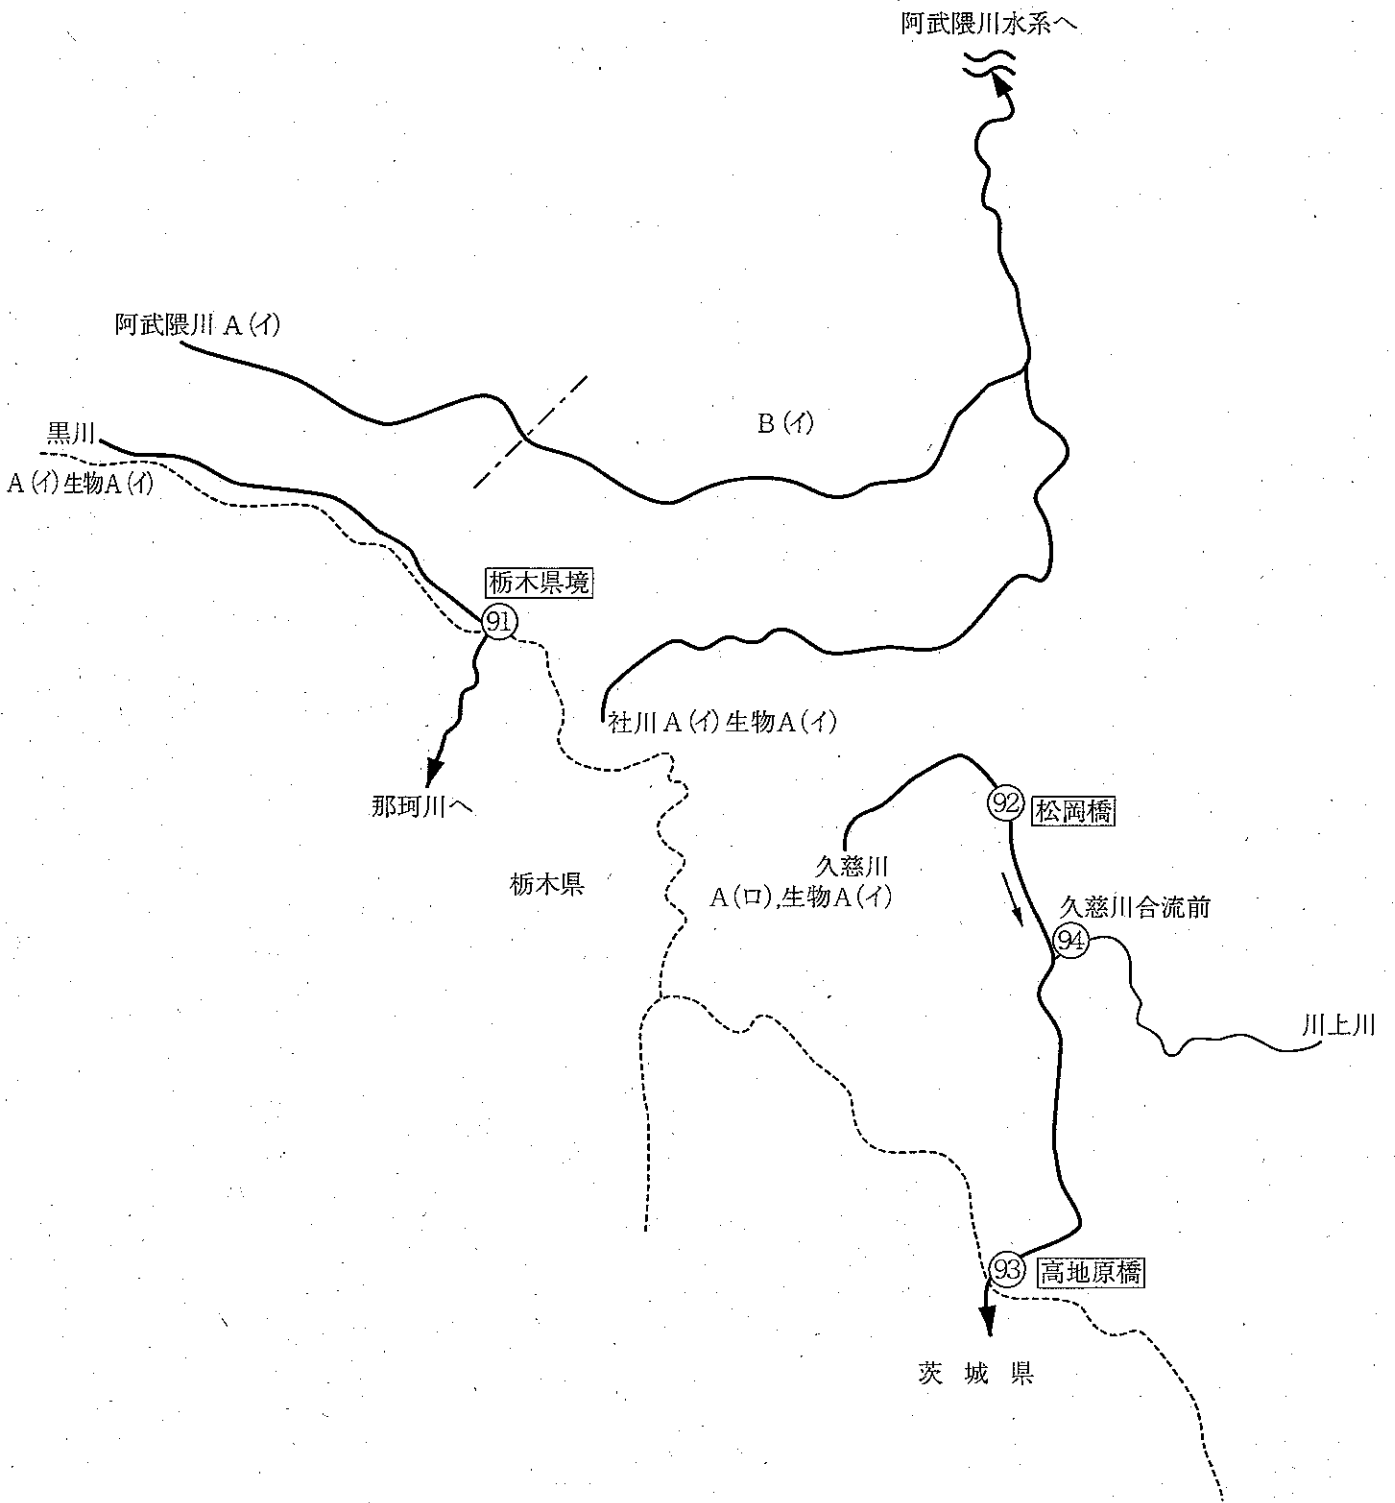 阿武隈川水系へ
阿武隈川 A(イ)
B(イ)
黒川
A(イ)生物A(イ)
栃木県境
91
社川 A(イ)生物A(イ)
那珂川へ
92
松岡橋
久慈川
A(ロ),生物A(イ)
栃木県
久慈川合流前
94
川上川
93
高地原橋
茨城県